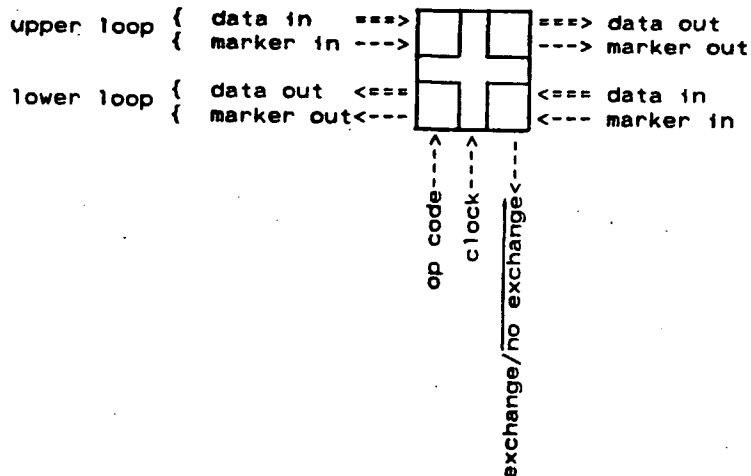 upper loop { data in ===> ===> data out
{ marker in ---> ---> marker out
lower loop { data out <=== <=== data in
{ marker out<--- <--- marker in
op code---->
clock---->
exchange/no exchange<----